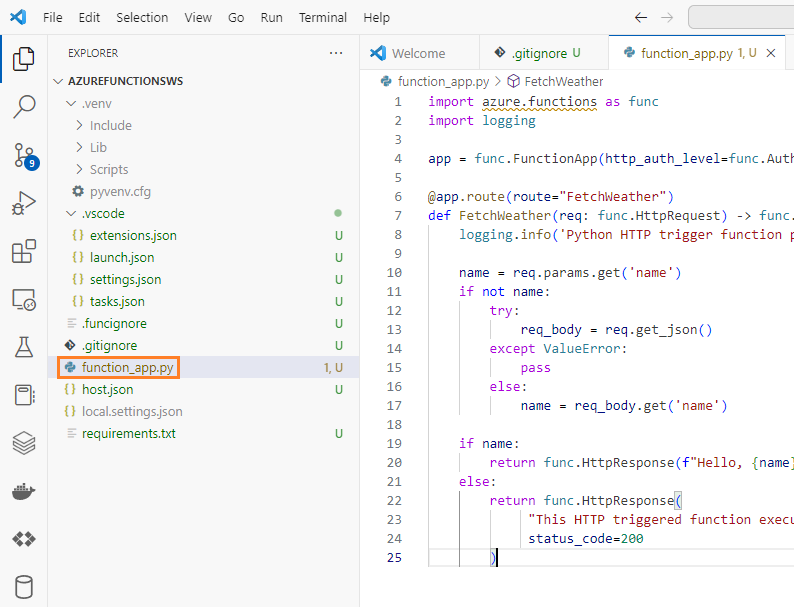 File Edit Selection View Go Run Terminal Help
EXPLORER
AZUREFUNCTIONSWS
.venv
Include
Lib
Scripts
pyvenv.cfg
.vscode
extensions.json U
launch.json U
settings.json U
tasks.json U
.funcignore U
.gitignore U
function_app.py 1, U
host.json U
local.settings.json
requirements.txt U
9
Welcome .gitignore U function_app.py 1, U
function_app.py > FetchWeather
1 import azure.functions as func
2 import logging
3
4 app = func.FunctionApp(http_auth_level=func.Auth
5
6 @app.route(route="FetchWeather")
7 def FetchWeather(req: func.HttpRequest) -> func.
8 logging.info('Python HTTP trigger function p
9
10 name = req.params.get('name')
11 if not name:
12 try:
13 req_body = req.get_json()
14 except ValueError:
15 pass
16 else:
17 name = req_body.get('name')
18
19 if name:
20 return func.HttpResponse(f"Hello, {name}
21 else:
22 return func.HttpResponse(
23 "This HTTP triggered function execu
24 status_code=200
25 )